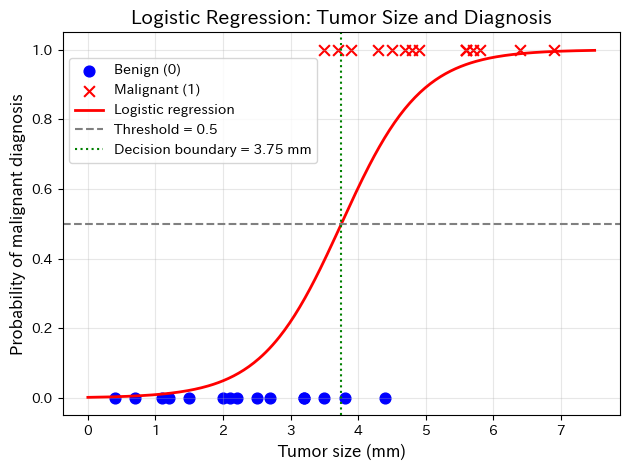 Logistic Regression: Tumor Size and Diagnosis
Probability of malignant diagnosis
1.0
0.8
0.6
0.4
0.2
0.0
Benign (0)
Malignant (1)
Logistic regression
Threshold = 0.5
Decision boundary = 3.75 mm
0 1 2 3 4 5 6 7
Tumor size (mm)